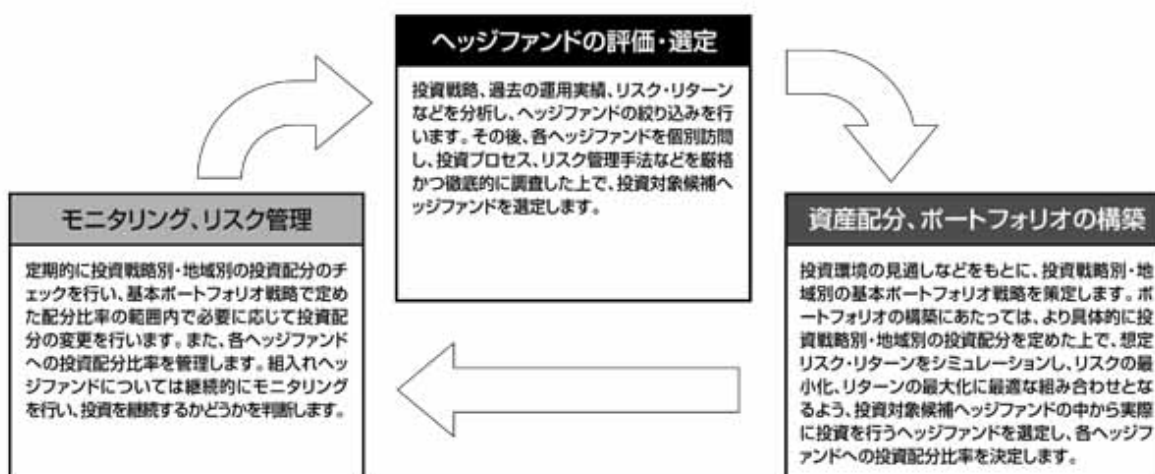 ヘッジファンドの評価・選定
投資戦略、過去の運用実績、リスク・リターン
などを分析し、ヘッジファンドの絞り込みを行
います。その後、各ヘッジファンドを個別訪問
し、投資プロセス、リスク管理手法などを厳格
かつ徹底的に調査した上で、投資対象候補ヘ
ッジファンドを選定します。
モニタリング、リスク管理
定期的に投資戦略別・地域別の投資配分のチ
ェックを行い、基本ポートフォリオ戦略で定め
た配分比率の範囲内で必要に応じて投資配
分の変更を行います。また、各ヘッジファンド
への投資配分比率を管理します。組入れヘッ
ジファンドについては継続的にモニタリング
を行い、投資を継続するかどうかを判断します。
資産配分、ポートフォリオの構築
投資環境の見通しなどをもとに、投資戦略別・地
域別の基本ポートフォリオ戦略を策定します。ポ
ートフォリオの構築にあたっては、より具体的に投
資戦略別・地域別の投資配分を定めた上で、想定
リスク・リターンをシミュレーションし、リスクの最
小化、リターンの最大化に最適な組み合わせとな
るよう、投資対象候補ヘッジファンドの中から実際
に投資を行うヘッジファンドを選定し、各ヘッジフ
ァンドへの投資配分比率を決定します。